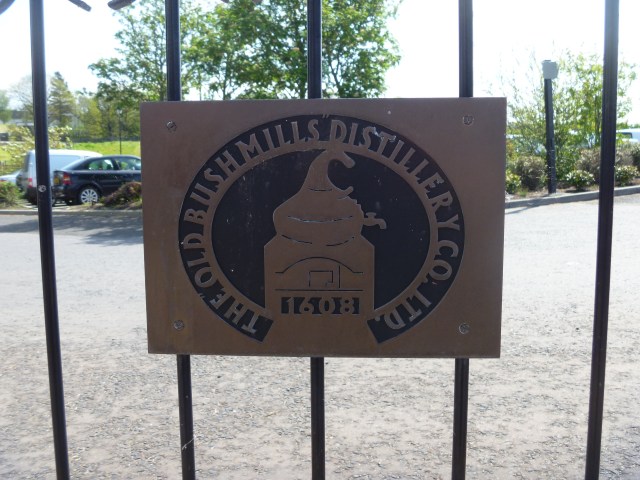 THE "OLD BUSHMILLS" DISTILLERY CO. LTD.
1608